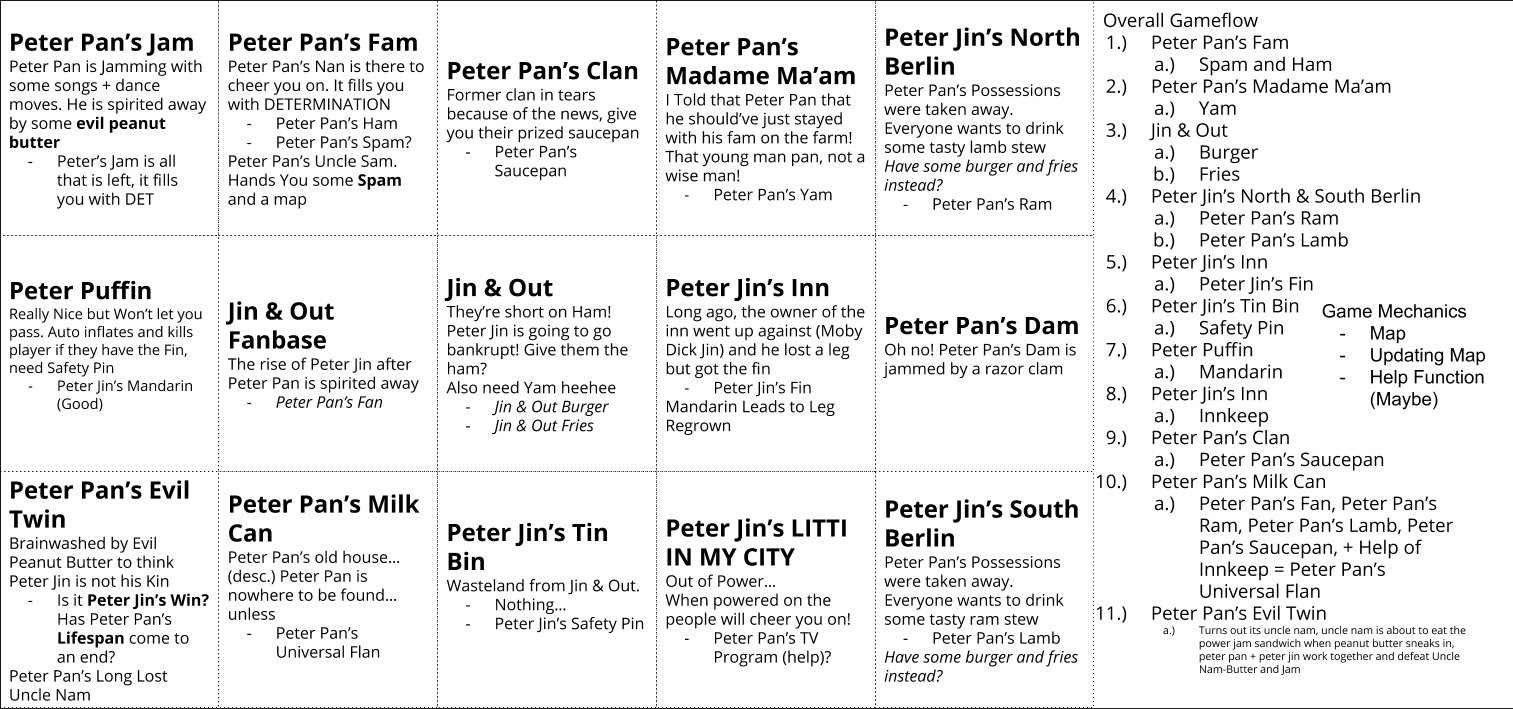 Peter Pan's Jam
Peter Pan is Jamming with
some songs + dance
moves. He is spirited away
by some evil peanut
butter
- Peter's Jam is all
that is left, it fills
you with DET
Peter Pan's Fam
Peter Pan's Nan is there to
cheer you on. It fills you
with DETERMINATION
- Peter Pan's Ham
- Peter Pan's Spam?
Peter Pan's Uncle Sam.
Hands You some Spam
and a map
Peter Pan's Clan
Former clan in tears
because of the news, give
you their prized saucepan
- Peter Pan's
Saucepan
Peter Pan's
Madame Ma'am
I Told that Peter Pan that
he should've just stayed
with his fam on the farm!
That young man pan, not a
wise man!
- Peter Pan's Yam
Peter Jin's North
Berlin
Peter Pan's Possessions
were taken away.
Everyone wants to drink
some tasty lamb stew
Have some burger and fries
instead?
- Peter Pan's Ram
Peter Puffin
Really Nice but Won't let you
pass. Auto inflates and kills
player if they have the Fin,
need Safety Pin
- Peter Jin's Mandarin
(Good)
Jin & Out
Fanbase
The rise of Peter Jin after
Peter Pan is spirited away
- Peter Pan's Fan
Jin & Out
They're short on Ham!
Peter Jin is going to go
bankrupt! Give them the
ham?
Also need Yam heehee
- Jin & Out Burger
- Jin & Out Fries
Peter Jin's Inn
Long ago, the owner of the
inn went up against (Moby
Dick Jin) and he lost a leg
but got the fin
- Peter Jin's Fin
Mandarin Leads to Leg
Regrown
Peter Pan's Dam
Oh no! Peter Pan's Dam is
jammed by a razor clam
Peter Pan's Evil
Twin
Brainwashed by Evil
Peanut Butter to think
Peter Jin is not his Kin
- Is it Peter Jin's Win?
Has Peter Pan's
Lifespan come to
an end?
Peter Pan's Long Lost
Uncle Nam
Peter Pan's Milk
Can
Peter Pan's old house...
(desc.) Peter Pan is
nowhere to be found...
unless
- Peter Pan's
Universal Flan
Peter Jin's Tin
Bin
Wasteland from Jin & Out.
- Nothing...
- Peter Jin's Safety Pin
Peter Jin's LITTI
IN MY CITY
Out of Power...
When powered on the
people will cheer you on!
- Peter Pan's TV
Program (help)?
Peter Jin's South
Berlin
Peter Pan's Possessions
were taken away.
Everyone wants to drink
some tasty ram stew
- Peter Pan's Lamb
Have some burger and fries
instead?
Overall Gameflow
1.) Peter Pan's Fam
a.) Spam and Ham
2.) Peter Pan's Madame Ma'am
a.) Yam
3.) Jin & Out
a.) Burger
b.) Fries
4.) Peter Jin's North & South Berlin
a.) Peter Pan's Ram
b.) Peter Pan's Lamb
5.) Peter Jin's Inn
a.) Peter Jin's Fin
6.) Peter Jin's Tin Bin
a.) Safety Pin
7.) Peter Puffin
a.) Mandarin
8.) Peter Jin's Inn
a.) Innkeep
9.) Peter Pan's Clan
a.) Peter Pan's Saucepan
10.) Peter Pan's Milk Can
a.) Peter Pan's Fan, Peter Pan's
Ram, Peter Pan's Lamb, Peter
Pan's Saucepan, + Help of
Innkeep = Peter Pan's
Universal Flan
11.) Peter Pan's Evil Twin
a.) Turns out its uncle nam, uncle nam is about to eat the
power jam sandwich when peanut butter sneaks in,
peter pan + peter jin work together and defeat Uncle
Nam-Butter and Jam
Game Mechanics
- Map
- Updating Map
- Help Function
(Maybe)